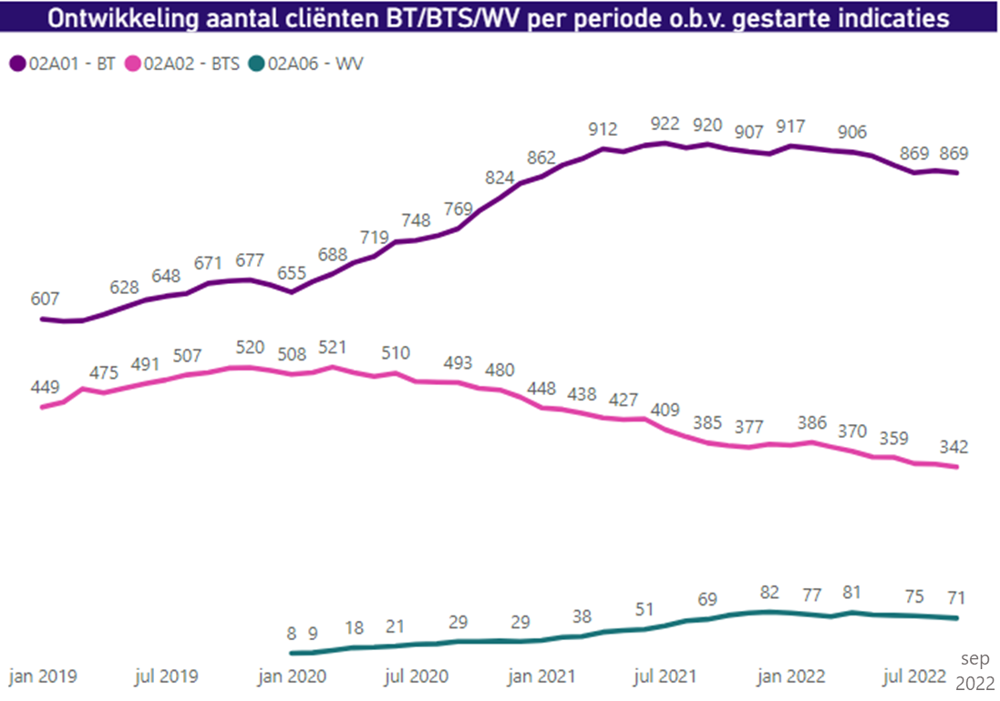 Ontwikkeling aantal cliënten BT/BTS/WV per periode o.b.v. gestarte indicaties
02A01 - BT 02A02 - BTS 02A06 - WV
607 628 648 671 677 655 688 719 748 769 824 862 912 922 920 907 917 906 869 869
449 475 491 507 520 508 521 510 493 480 448 438 427 409 385 377 386 370 359 342
8 9 18 21 29 29 38 51 69 82 77 81 75 71
jan 2019 jul 2019 jan 2020 jul 2020 jan 2021 jul 2021 jan 2022 jul 2022 sep
2022